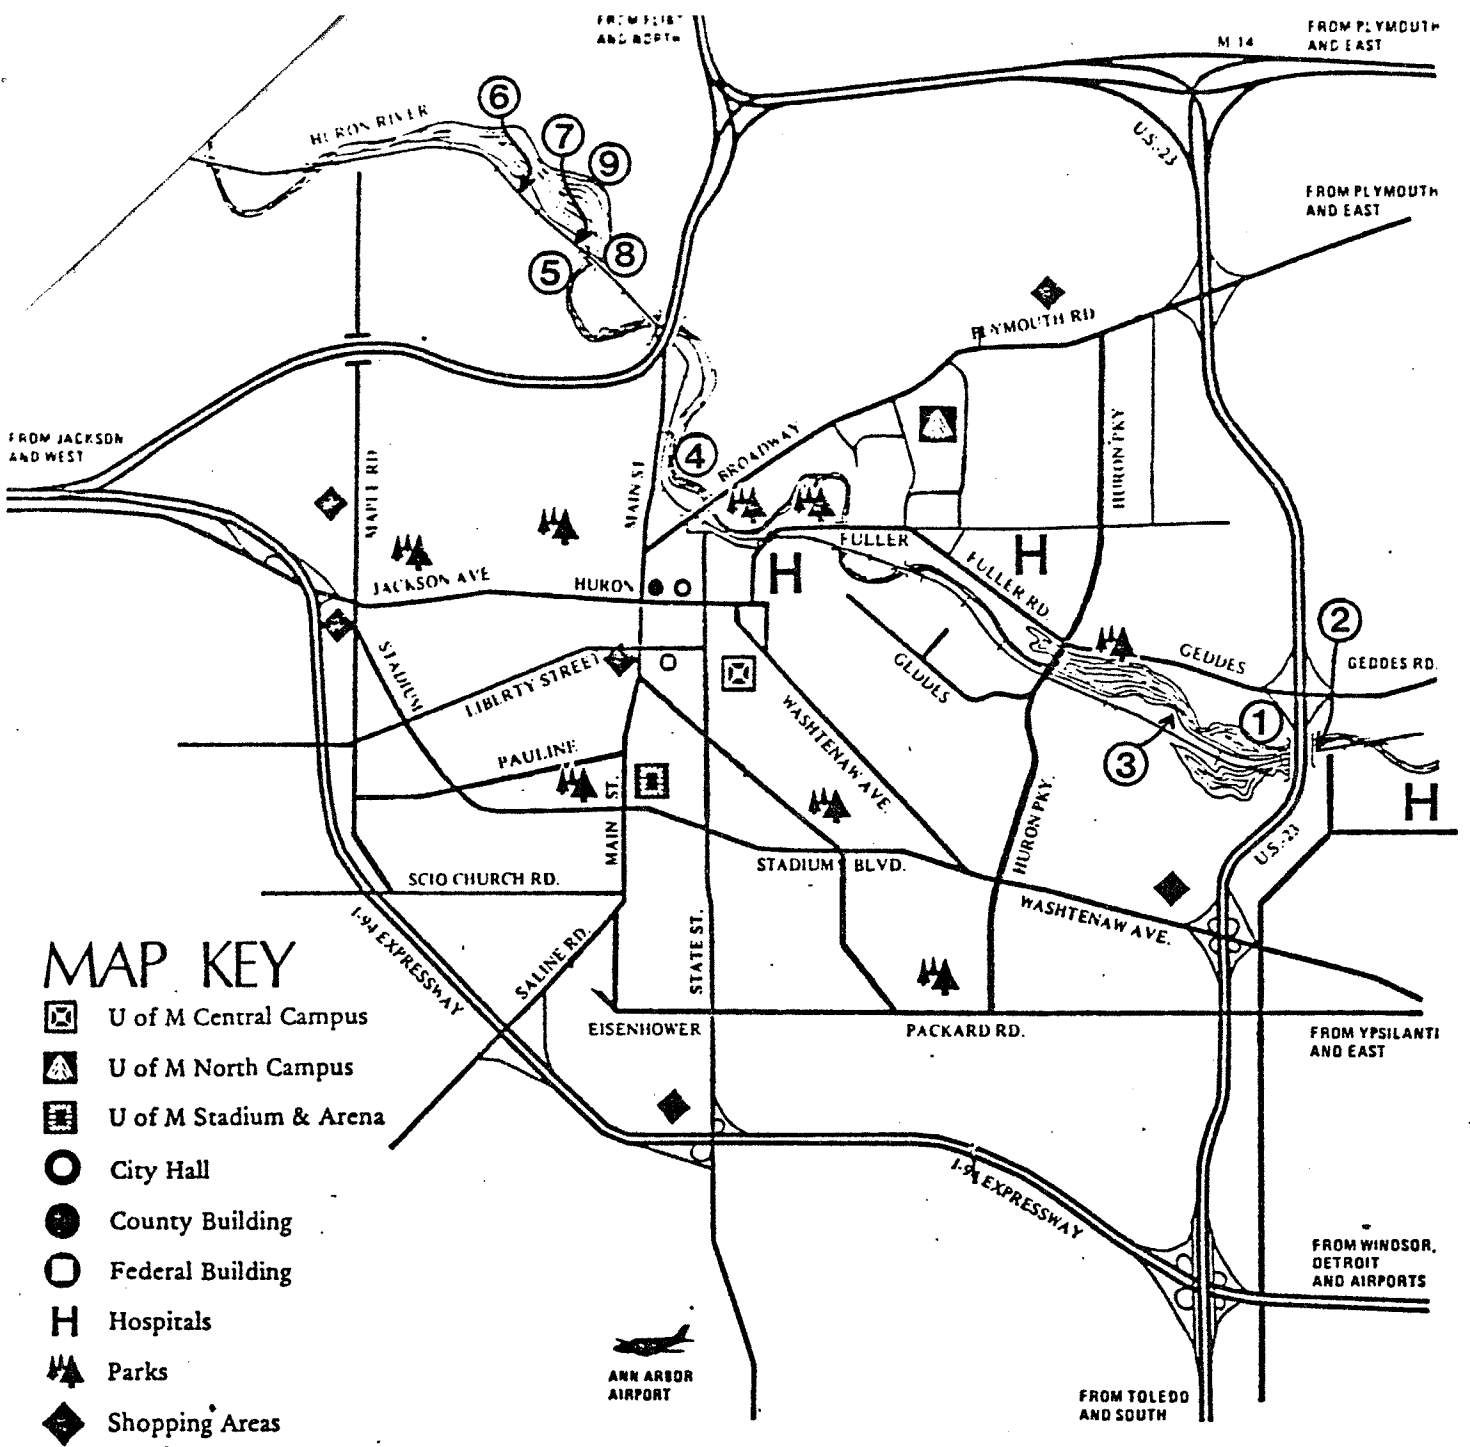 FROM FLINT
AND NORTH
M 14
FROM PLYMOUTH
AND EAST
HURON RIVER
6
7
9
8
5
U.S.-23
FROM PLYMOUTH
AND EAST
PLYMOUTH RD
FROM JACKSON
AND WEST
MAPLE RD
MAIN ST
4
BROADWAY
HURON PKY
FULLER
H
H
FULLER RD.
JACKSON AVE
HURON
2
GEDDES
GEDDES RD.
STADIUM
LIBERTY STREET
GEDDES
1
3
WASHTENAW AVE.
PAULINE
MAIN ST.
H
HURON PKY.
U.S.-23
STADIUM BLVD.
SCIO CHURCH RD.
WASHTENAW AVE.
I-94 EXPRESSWAY
SALINE RD.
STATE ST.
EISENHOWER
PACKARD RD.
FROM YPSILANTI
AND EAST
I-94 EXPRESSWAY
FROM WINDSOR,
DETROIT
AND AIRPORTS
ANN ARBOR
AIRPORT
FROM TOLEDO
AND SOUTH
MAP KEY
U of M Central Campus
U of M North Campus
U of M Stadium & Arena
City Hall
County Building
Federal Building
H Hospitals
Parks
Shopping Areas